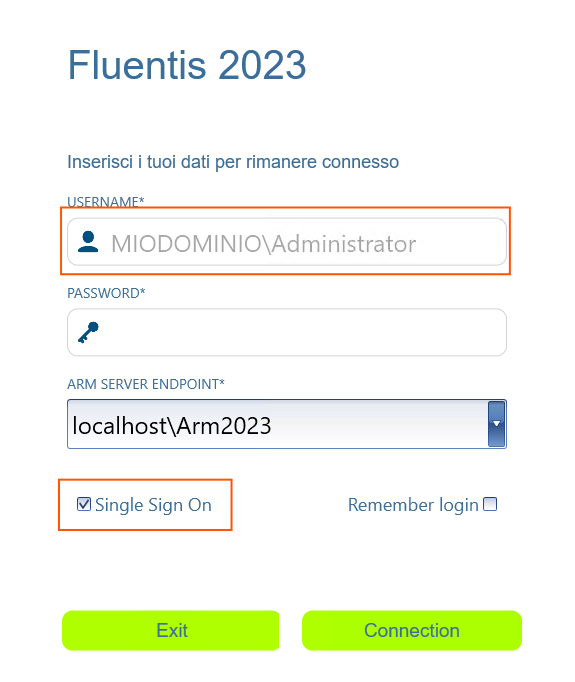 Fluentis 2023
Inserisci i tuoi dati per rimanere connesso
USERNAME*
MIODOMINIO\Administrator
PASSWORD*
ARM SERVER ENDPOINT*
localhost\Arm2023
Single Sign On
Remember login
Exit
Connection